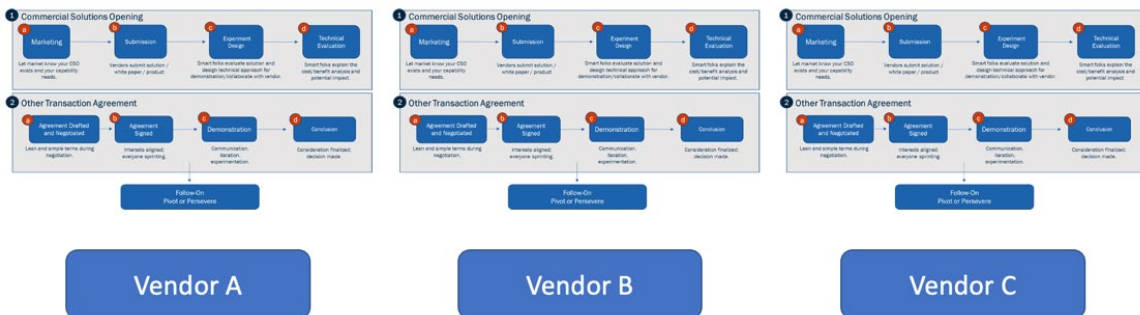 1 Commercial Solutions Opening
a
Marketing
Let market know your CSO
exists and your capability
needs.
b
Submission
Vendors submit solution /
white paper / product
c
Experiment
Design
Smart folks evaluate solution and
design technical approach for
demonstration/collaborate with vendor.
d
Technical
Evaluation
Smart folks explain the
cost/benefit analysis and
potential impact.
2 Other Transaction Agreement
a
Agreement Drafted
and Negotiated
Lean and simple terms during
negotiation.
b
Agreement
Signed
Interests aligned;
everyone sprinting.
c
Demonstration
Communication,
iteration,
experimentation.
d
Conclusion
Consideration finalized;
decision made.
Follow-On
Pivot or Persevere
Vendor A
1 Commercial Solutions Opening
a
Marketing
Let market know your CSO
exists and your capability
needs.
b
Submission
Vendors submit solution /
white paper / product
c
Experiment
Design
Smart folks evaluate solution and
design technical approach for
demonstration/collaborate with vendor.
d
Technical
Evaluation
Smart folks explain the
cost/benefit analysis and
potential impact.
2 Other Transaction Agreement
a
Agreement Drafted
and Negotiated
Lean and simple terms during
negotiation.
b
Agreement
Signed
Interests aligned;
everyone sprinting.
c
Demonstration
Communication,
iteration,
experimentation.
d
Conclusion
Consideration finalized;
decision made.
Follow-On
Pivot or Persevere
Vendor B
1 Commercial Solutions Opening
a
Marketing
Let market know your CSO
exists and your capability
needs.
b
Submission
Vendors submit solution /
white paper / product
c
Experiment
Design
Smart folks evaluate solution and
design technical approach for
demonstration/collaborate with vendor.
d
Technical
Evaluation
Smart folks explain the
cost/benefit analysis and
potential impact.
2 Other Transaction Agreement
a
Agreement Drafted
and Negotiated
Lean and simple terms during
negotiation.
b
Agreement
Signed
Interests aligned;
everyone sprinting.
c
Demonstration
Communication,
iteration,
experimentation.
d
Conclusion
Consideration finalized;
decision made.
Follow-On
Pivot or Persevere
Vendor C